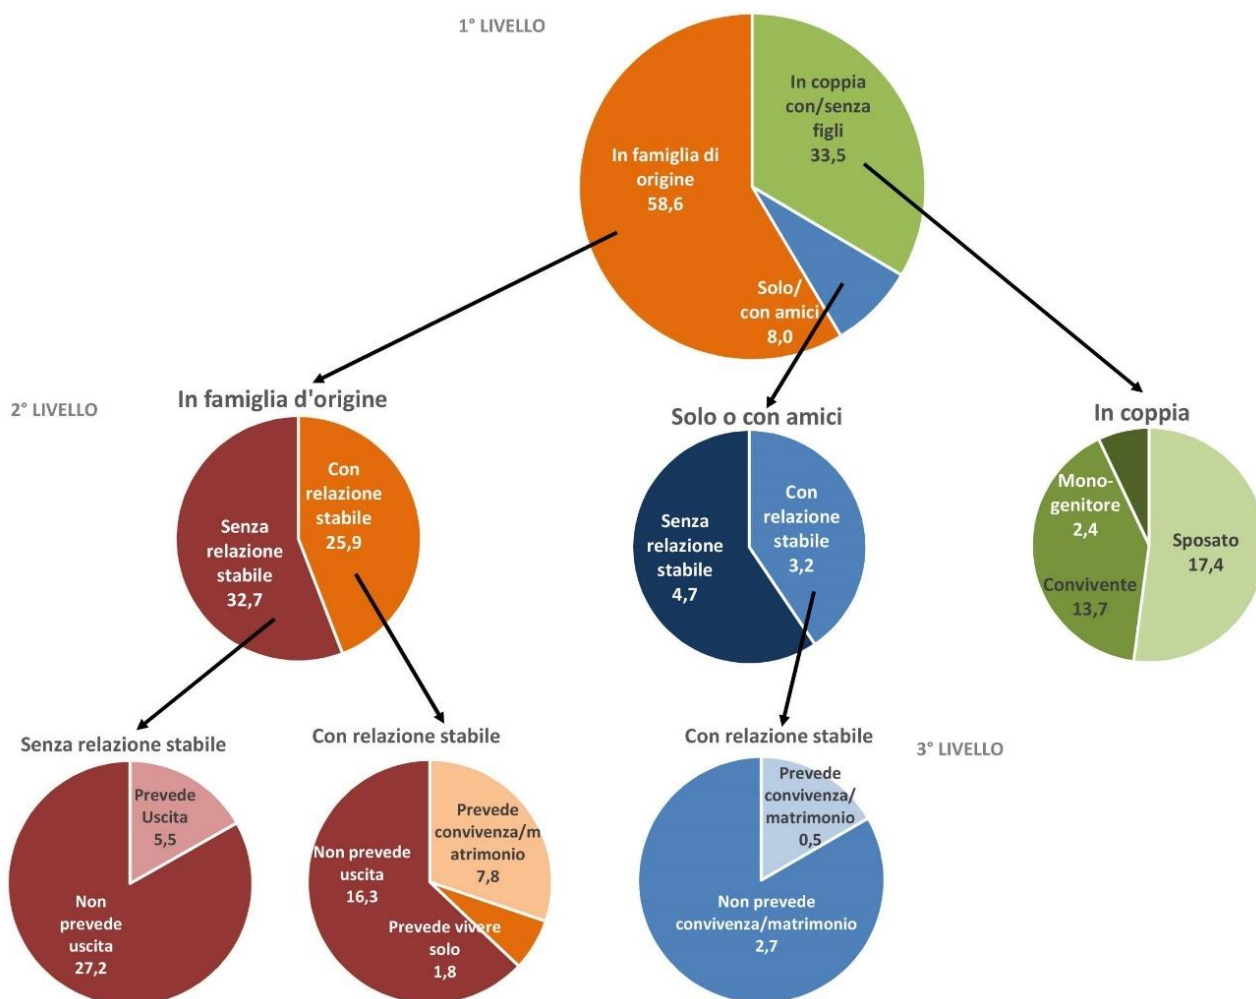 1° LIVELLO
In coppia
con/senza
figli
33,5
In famiglia di
origine
58,6
Solo/
con amici
8,0
2° LIVELLO
In famiglia d'origine
Con
relazione
stabile
25,9
Senza
relazione
stabile
32,7
Solo o con amici
Senza
relazione
stabile
4,7
Con
relazione
stabile
3,2
In coppia
Mono-
genitore
2,4
Sposato
17,4
Convivente
13,7
Senza relazione stabile
Prevede
Uscita
5,5
Non
prevede
uscita
27,2
Con relazione stabile
Prevede
convivenza/m
atrimonio
7,8
Non prevede
uscita
16,3
Prevede vivere
solo
1,8
Con relazione stabile
3° LIVELLO
Prevede
convivenza/
matrimonio
0,5
Non prevede
convivenza/matrimonio
2,7